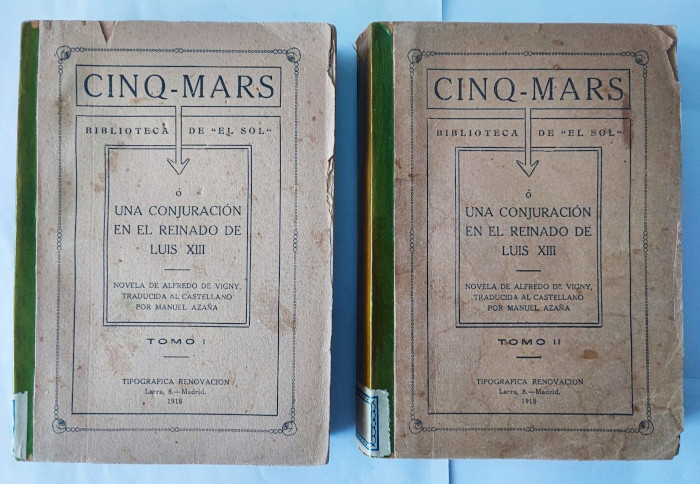 CINQ-MARS
BIBLIOTECA DE "EL SOL"
ó
UNA CONJURACIÓN
EN EL REINADO DE
LUIS XIII
NOVELA DE ALFREDO DE VIGNY,
TRADUCIDA AL CASTELLANO
POR MANUEL AZAÑA
TOMO I
TIPOGRAFICA RENOVACION
Larra, 8.—Madrid.
1918
CINQ-MARS
BIBLIOTECA DE "EL SOL"
ó
UNA CONJURACIÓN
EN EL REINADO DE
LUIS XIII
NOVELA DE ALFREDO DE VIGNY,
TRADUCIDA AL CASTELLANO
POR MANUEL AZAÑA
TOMO II
TIPOGRAFICA RENOVACION
Larra, 8.—Madrid.
1918